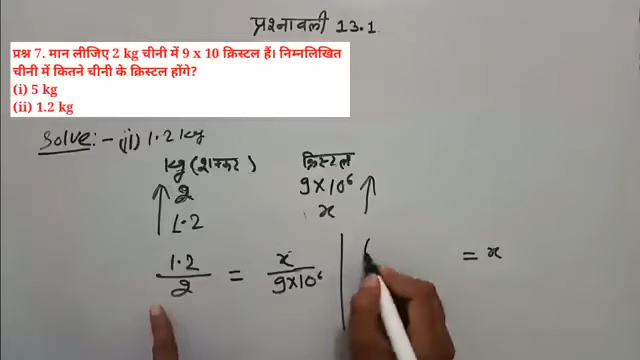 प्रश्नावली 13.1
प्रश्न 7. मान लीजिए 2 kg चीनी में 9 x 10 क्रिस्टल हैं। निम्नलिखित
चीनी में कितने चीनी के क्रिस्टल होंगे?
(i) 5 kg
(ii) 1.2 kg
Solve:- (ii) 1.2 kg
kg (शक्कर) क्रिस्टल
2 9×10⁶
1.2 x
1.2/2 = x/9×10⁶ = x